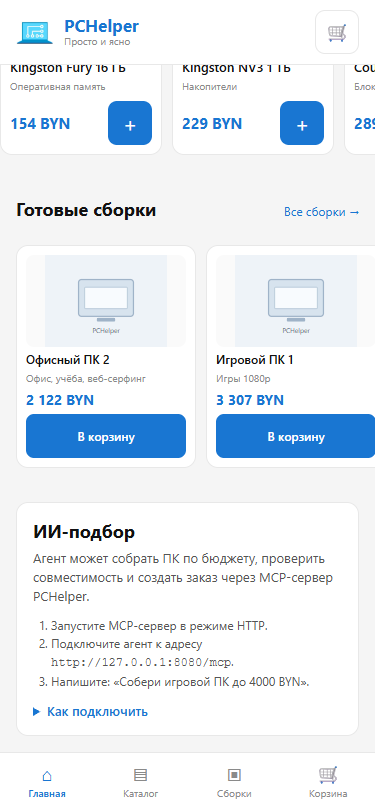 PCHelper
Просто и ясно
Kingston Fury 16 ГБ
Kingston NV3 1 ТБ
Cou
Оперативная память
Накопители
Блок
154 BYN
+
229 BYN
+
289
Готовые сборки
Все сборки →
PCHelper
PCHelper
Офисный ПК 2
Игровой ПК 1
Офис, учёба, веб-серфинг
Игры 1080p
2 122 BYN
3 307 BYN
В корзину
В корзину
ИИ-подбор
Агент может собрать ПК по бюджету, проверить
совместимость и создать заказ через MCP-сервер
PCHelper.
1. Запустите MCP-сервер в режиме HTTP.
2. Подключите агент к адресу
http://127.0.0.1:8080/mcp.
3. Напишите: «Собери игровой ПК до 4000 BYN».
Как подключить
Главная
Каталог
Сборки
Корзина